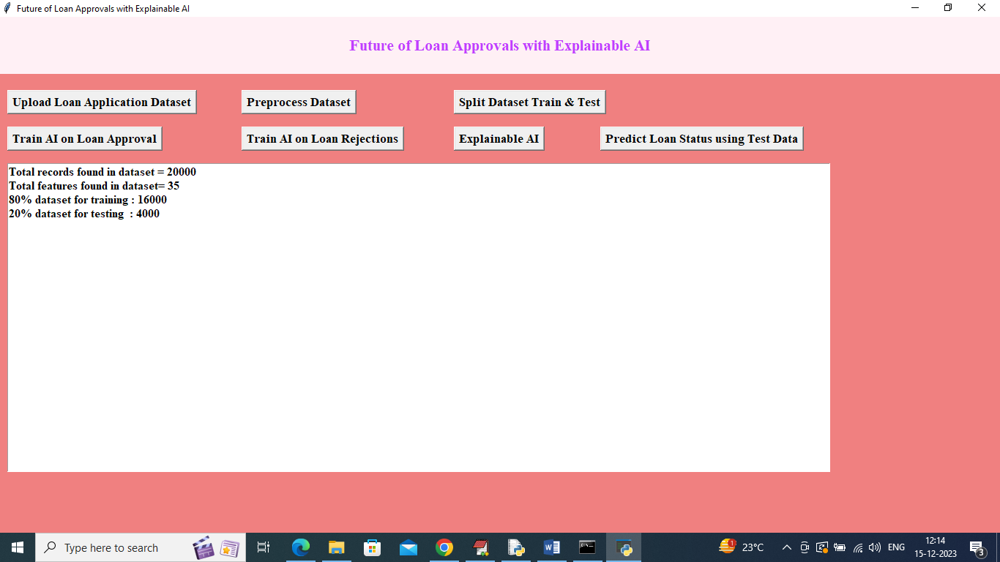 Future of Loan Approvals with Explainable AI
Future of Loan Approvals with Explainable AI
Upload Loan Application Dataset
Preprocess Dataset
Split Dataset Train & Test
Train AI on Loan Approval
Train AI on Loan Rejections
Explainable AI
Predict Loan Status using Test Data
Total records found in dataset = 20000
Total features found in dataset= 35
80% dataset for training : 16000
20% dataset for testing  : 4000
Type here to search
1
23°C
ENG
12:14
15-12-2023
3